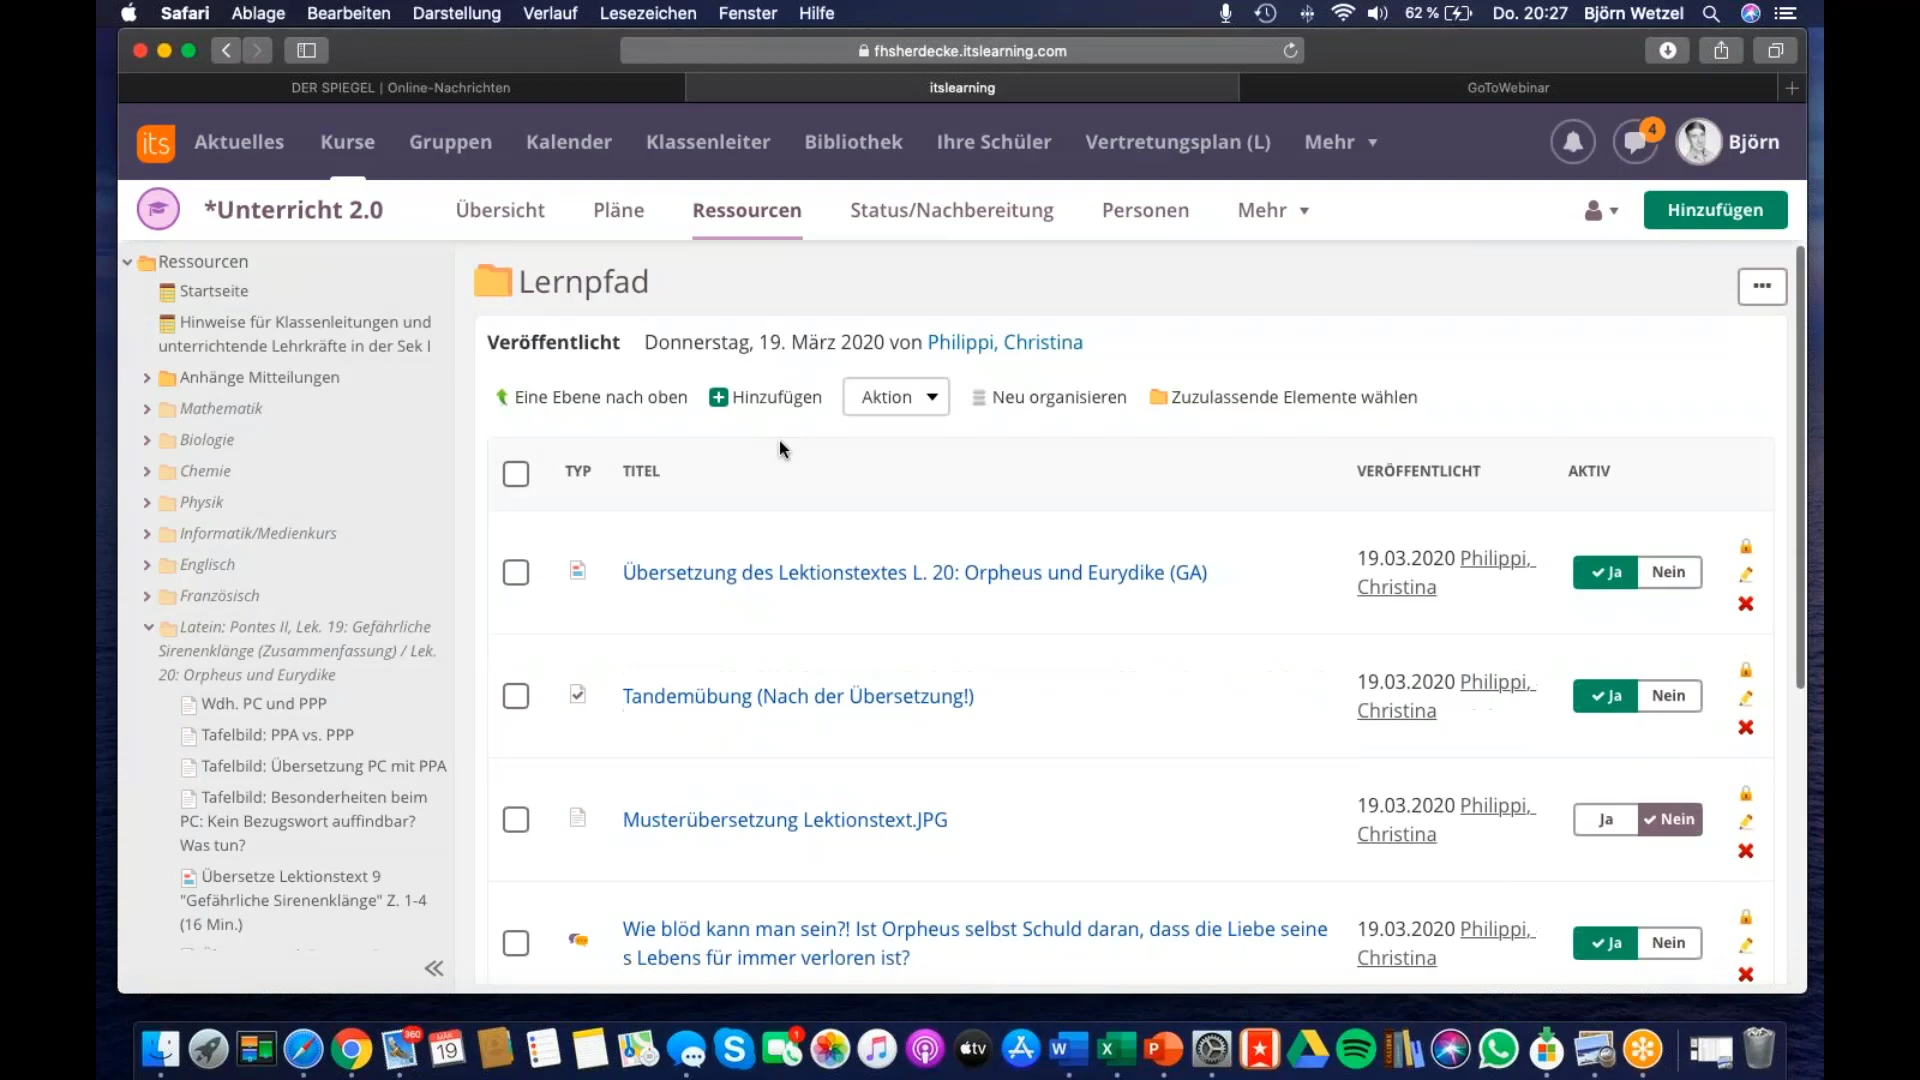 Safari Ablage Bearbeiten Darstellung Verlauf Lesezeichen Fenster Hilfe 62 % Do. 20:27 Björn Wetzel
fhsherdecke.itslearning.com
DER SPIEGEL | Online-Nachrichten itslearning GoToWebinar
its Aktuelles Kurse Gruppen Kalender Klassenleiter Bibliothek Ihre Schüler Vertretungsplan (L) Mehr 4 Björn
*Unterricht 2.0 Übersicht Pläne Ressourcen Status/Nachbereitung Personen Mehr Hinzufügen
Ressourcen
Startseite
Hinweise für Klassenleitungen und
unterrichtende Lehrkräfte in der Sek I
Anhänge Mitteilungen
Mathematik
Biologie
Chemie
Physik
Informatik/Medienkurs
Englisch
Französisch
Latein: Pontes II, Lek. 19: Gefährliche
Sirenenklänge (Zusammenfassung) / Lek.
20: Orpheus und Eurydike
Wdh. PC und PPP
Tafelbild: PPA vs. PPP
Tafelbild: Übersetzung PC mit PPA
Tafelbild: Besonderheiten beim
PC: Kein Bezugswort auffindbar?
Was tun?
Übersetze Lektionstext 9
"Gefährliche Sirenenklänge" Z. 1-4
(16 Min.)
Lernpfad
Veröffentlicht Donnerstag, 19. März 2020 von Philippi, Christina
Eine Ebene nach oben Hinzufügen Aktion Neu organisieren Zuzulassende Elemente wählen
TYP TITEL VERÖFFENTLICHT AKTIV
Übersetzung des Lektionstextes L. 20: Orpheus und Eurydike (GA) 19.03.2020 Philippi, Christina Ja Nein
Tandemübung (Nach der Übersetzung!) 19.03.2020 Philippi, Christina Ja Nein
Musterübersetzung Lektionstext.JPG 19.03.2020 Philippi, Christina Ja Nein
Wie blöd kann man sein?! Ist Orpheus selbst Schuld daran, dass die Liebe seine
s Lebens für immer verloren ist? 19.03.2020 Philippi, Christina Ja Nein
360 19 1 tv W X P